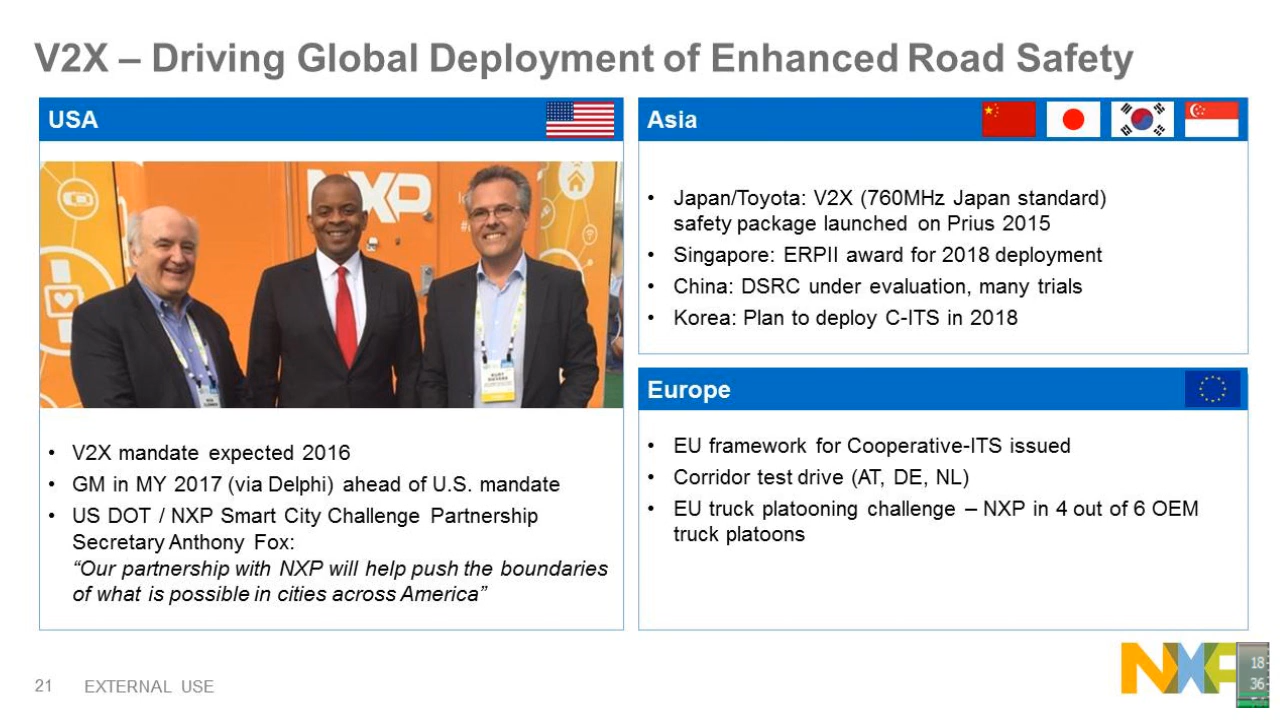 V2X – Driving Global Deployment of Enhanced Road Safety
USA
NXP
• V2X mandate expected 2016
• GM in MY 2017 (via Delphi) ahead of U.S. mandate
• US DOT / NXP Smart City Challenge Partnership
Secretary Anthony Fox:
“Our partnership with NXP will help push the boundaries
of what is possible in cities across America”
Asia
• Japan/Toyota: V2X (760MHz Japan standard)
safety package launched on Prius 2015
• Singapore: ERPII award for 2018 deployment
• China: DSRC under evaluation, many trials
• Korea: Plan to deploy C-ITS in 2018
Europe
• EU framework for Cooperative-ITS issued
• Corridor test drive (AT, DE, NL)
• EU truck platooning challenge – NXP in 4 out of 6 OEM
truck platoons
21 EXTERNAL USE
NXP
18
36